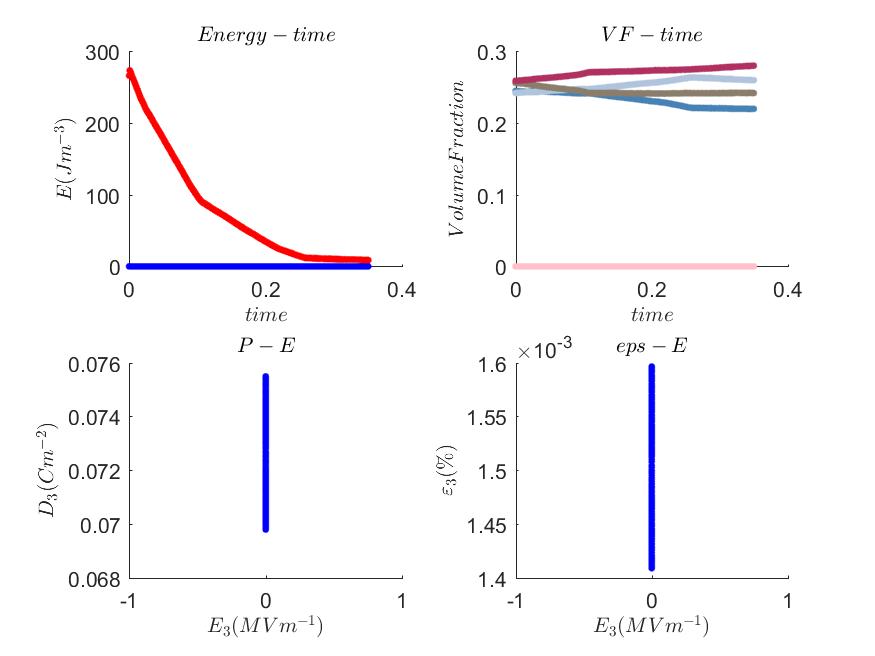 Energy − time
300
200
100
0
E(Jm⁻³)
0
0.2
0.4
time
VF − time
0.3
0.2
0.1
0
VolumeFraction
0
0.2
0.4
time
P − E
0.076
0.074
0.072
0.07
0.068
D₃(Cm⁻²)
-1
0
1
E₃(MVm⁻¹)
×10⁻³
eps − E
1.6
1.55
1.5
1.45
1.4
ε₃(%)
-1
0
1
E₃(MVm⁻¹)